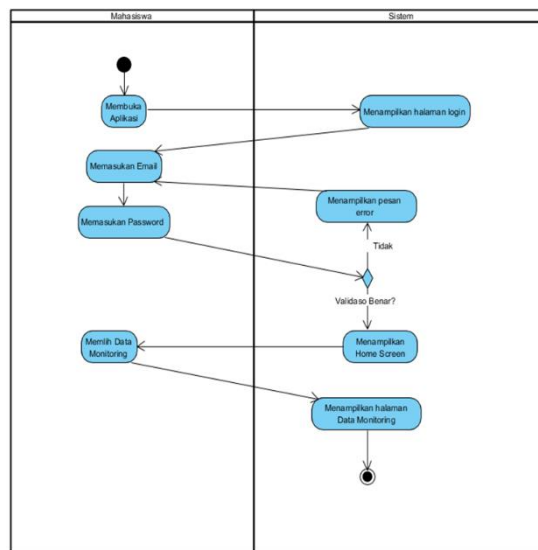 Mahasiswa
Sistem
Membuka
Aplikasi
Menampilkan halaman login
Memasukan Email
Menampilkan pesan
error
Memasukan Password
Tidak
Validaso Benar?
Memlih Data
Monitoring
Menampilkan
Home Screen
Menampilkan halaman
Data Monitoring